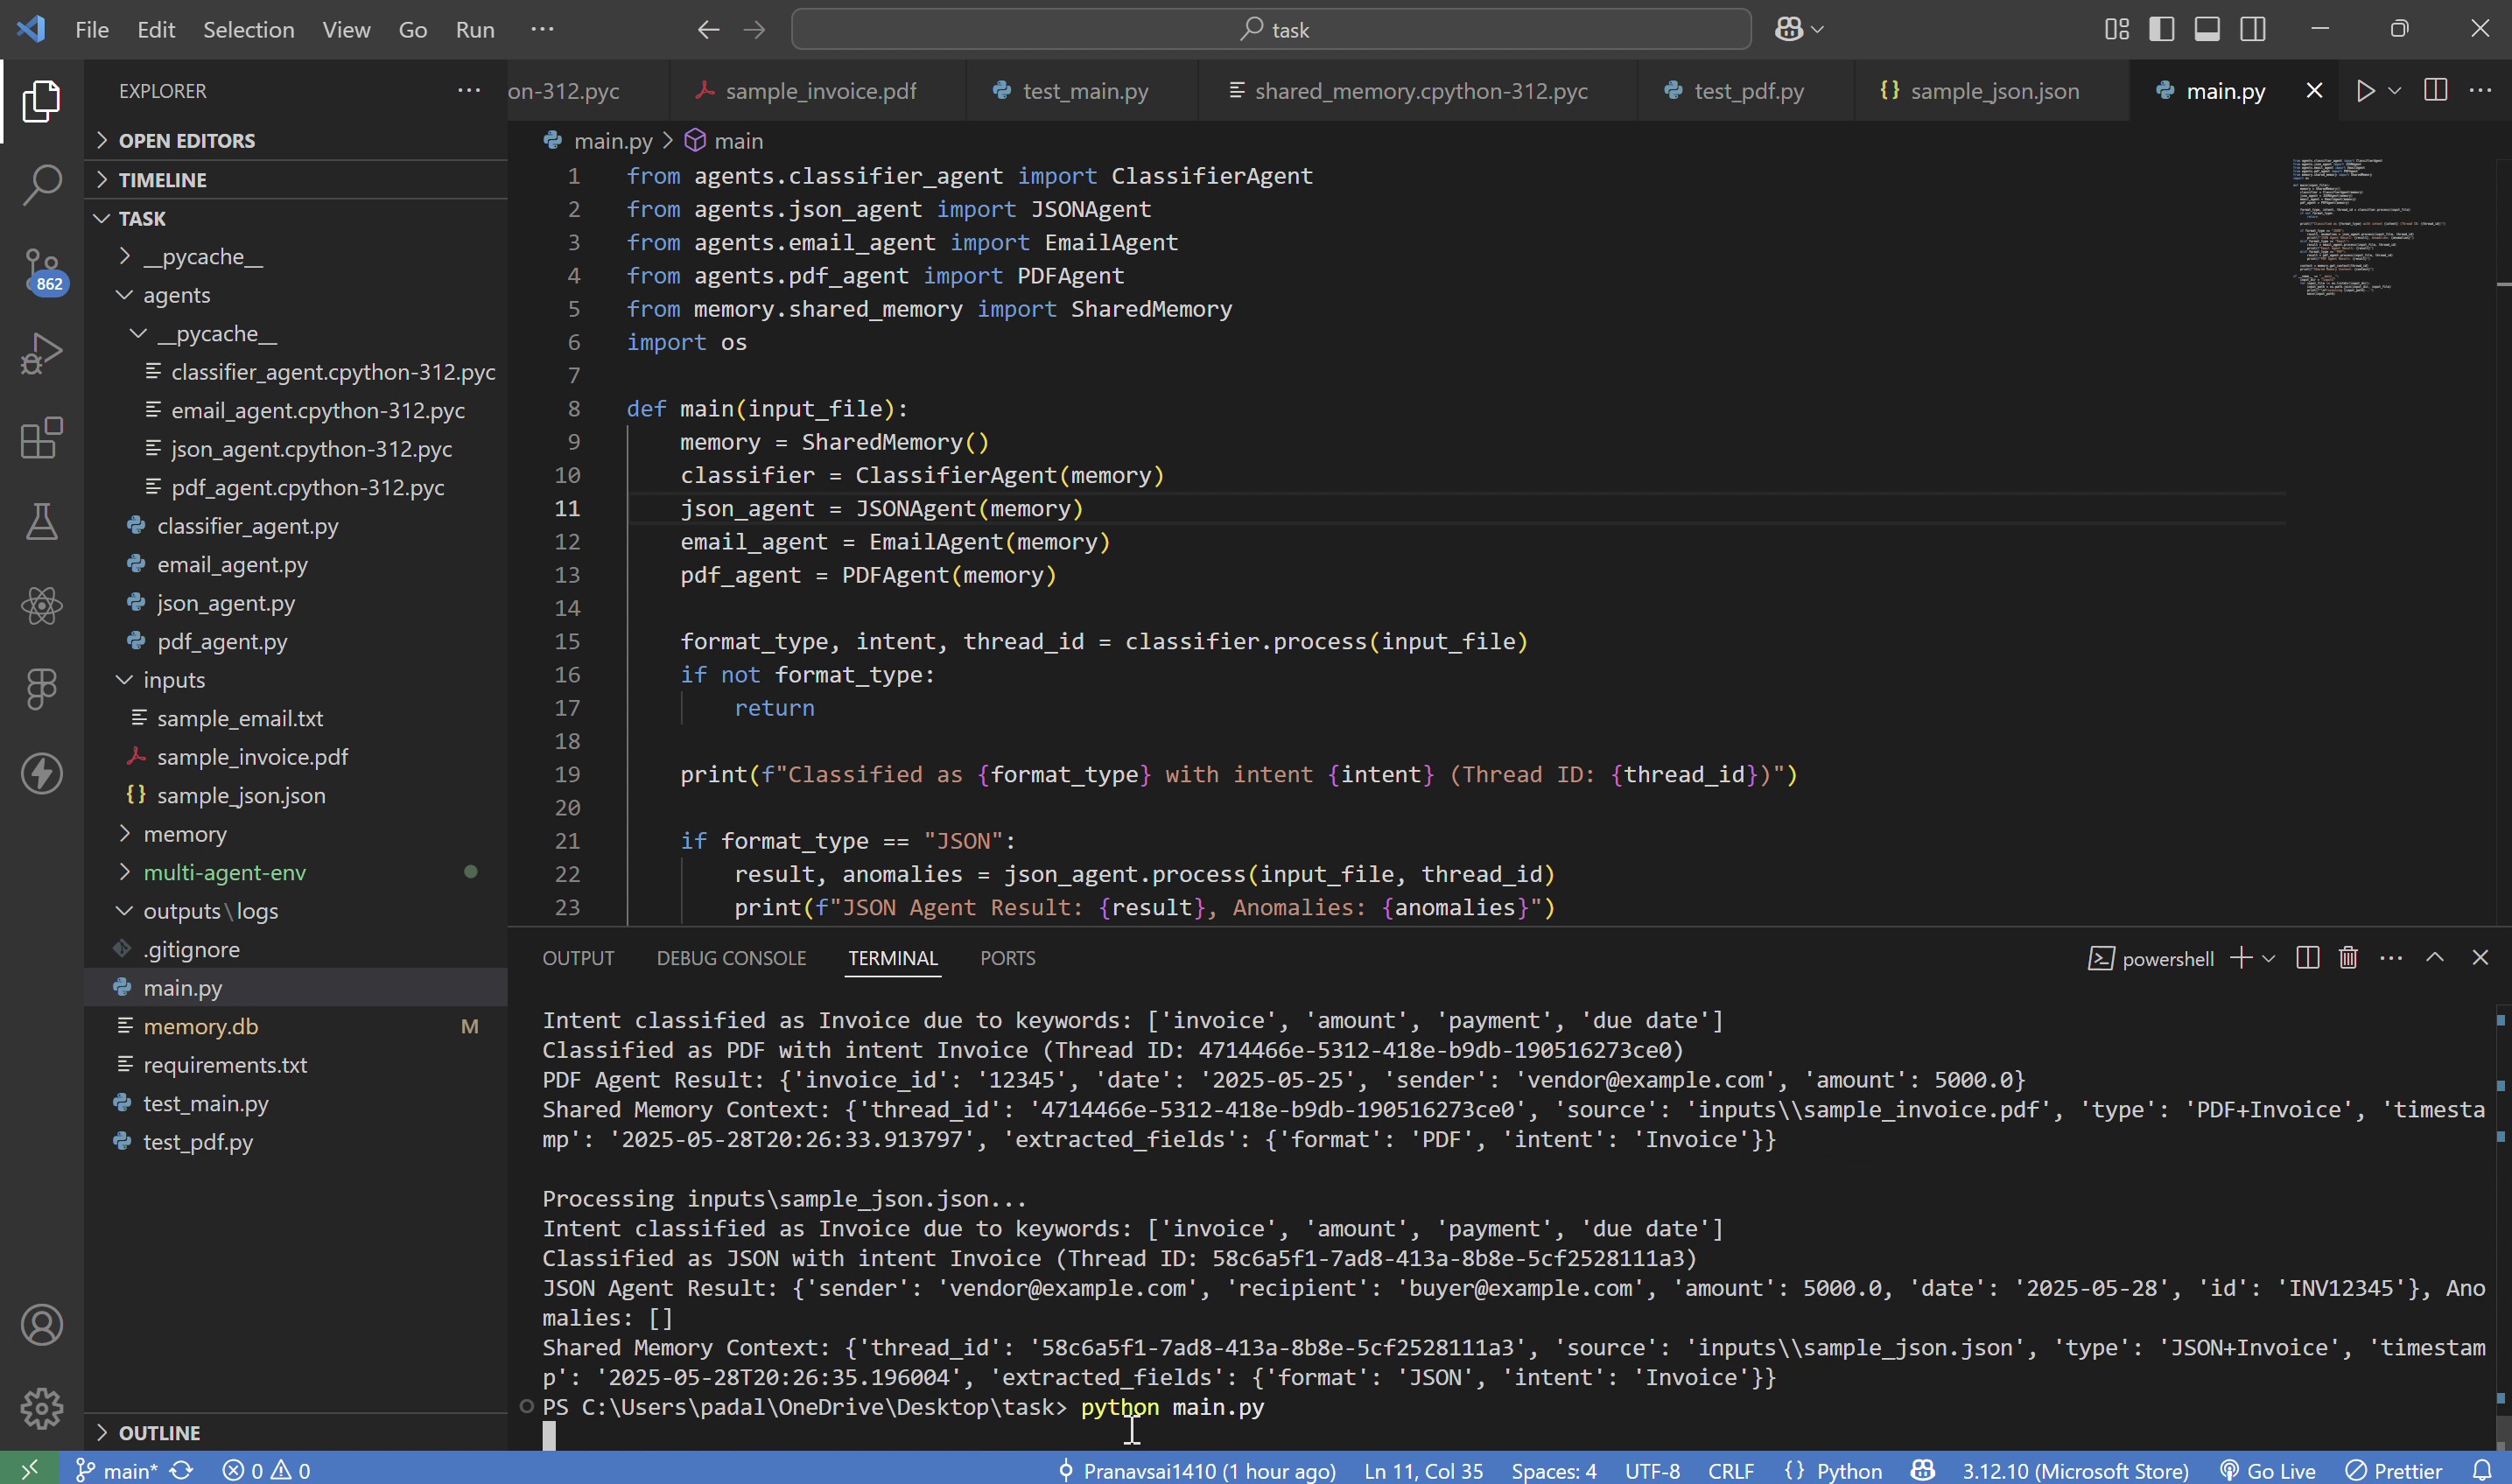 File Edit Selection View Go Run ···
task
EXPLORER
OPEN EDITORS
TIMELINE
TASK
__pycache__
agents
__pycache__
classifier_agent.cpython-312.pyc
email_agent.cpython-312.pyc
json_agent.cpython-312.pyc
pdf_agent.cpython-312.pyc
classifier_agent.py
email_agent.py
json_agent.py
pdf_agent.py
inputs
sample_email.txt
sample_invoice.pdf
sample_json.json
memory
multi-agent-env
outputs\logs
.gitignore
main.py
memory.db M
requirements.txt
test_main.py
test_pdf.py
OUTLINE
862
on-312.pyc sample_invoice.pdf test_main.py shared_memory.cpython-312.pyc test_pdf.py sample_json.json main.py
main.py > main
1 from agents.classifier_agent import ClassifierAgent
2 from agents.json_agent import JSONAgent
3 from agents.email_agent import EmailAgent
4 from agents.pdf_agent import PDFAgent
5 from memory.shared_memory import SharedMemory
6 import os
7
8 def main(input_file):
9 memory = SharedMemory()
10 classifier = ClassifierAgent(memory)
11 json_agent = JSONAgent(memory)
12 email_agent = EmailAgent(memory)
13 pdf_agent = PDFAgent(memory)
14
15 format_type, intent, thread_id = classifier.process(input_file)
16 if not format_type:
17 return
18
19 print(f"Classified as {format_type} with intent {intent} (Thread ID: {thread_id})")
20
21 if format_type == "JSON":
22 result, anomalies = json_agent.process(input_file, thread_id)
23 print(f"JSON Agent Result: {result}, Anomalies: {anomalies}")
OUTPUT DEBUG CONSOLE TERMINAL PORTS
powershell
Intent classified as Invoice due to keywords: ['invoice', 'amount', 'payment', 'due date']
Classified as PDF with intent Invoice (Thread ID: 4714466e-5312-418e-b9db-190516273ce0)
PDF Agent Result: {'invoice_id': '12345', 'date': '2025-05-25', 'sender': 'vendor@example.com', 'amount': 5000.0}
Shared Memory Context: {'thread_id': '4714466e-5312-418e-b9db-190516273ce0', 'source': 'inputs\\sample_invoice.pdf', 'type': 'PDF+Invoice', 'timesta
mp': '2025-05-28T20:26:33.913797', 'extracted_fields': {'format': 'PDF', 'intent': 'Invoice'}}
Processing inputs\sample_json.json...
Intent classified as Invoice due to keywords: ['invoice', 'amount', 'payment', 'due date']
Classified as JSON with intent Invoice (Thread ID: 58c6a5f1-7ad8-413a-8b8e-5cf2528111a3)
JSON Agent Result: {'sender': 'vendor@example.com', 'recipient': 'buyer@example.com', 'amount': 5000.0, 'date': '2025-05-28', 'id': 'INV12345'}, Ano
malies: []
Shared Memory Context: {'thread_id': '58c6a5f1-7ad8-413a-8b8e-5cf2528111a3', 'source': 'inputs\\sample_json.json', 'type': 'JSON+Invoice', 'timestam
p': '2025-05-28T20:26:35.196004', 'extracted_fields': {'format': 'JSON', 'intent': 'Invoice'}}
PS C:\Users\padal\OneDrive\Desktop\task> python main.py
main* 0 0 Pranavsai1410 (1 hour ago) Ln 11, Col 35 Spaces: 4 UTF-8 CRLF {} Python 3.12.10 (Microsoft Store) Go Live Prettier